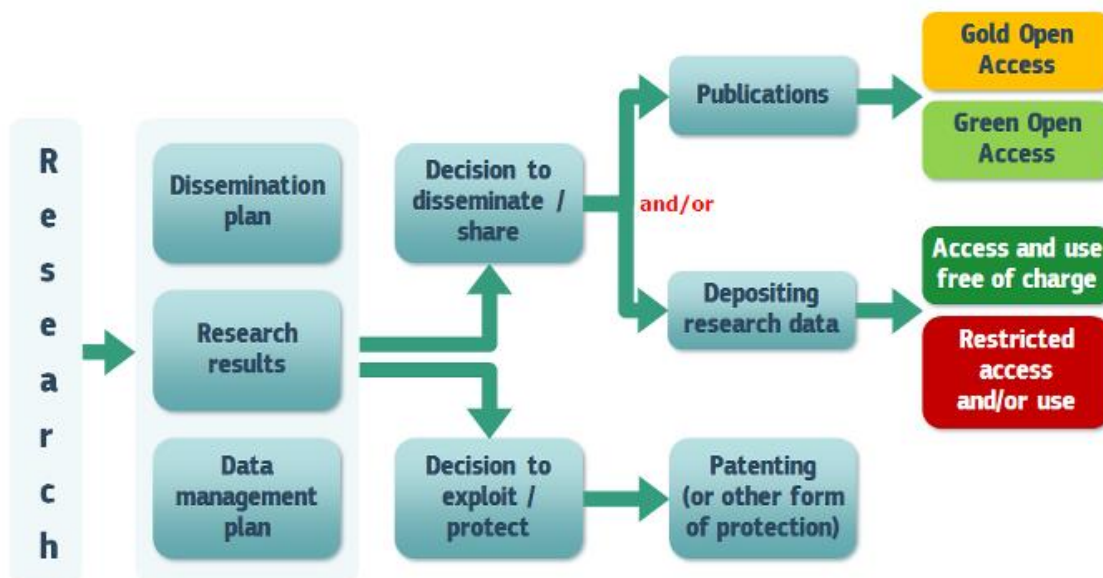 Research
Dissemination
plan
Research
results
Data
management
plan
Decision to
disseminate /
share
Decision to
exploit /
protect
and/or
Publications
Depositing
research data
Patenting
(or other form
of protection)
Gold Open
Access
Green Open
Access
Access and use
free of charge
Restricted
access
and/or use